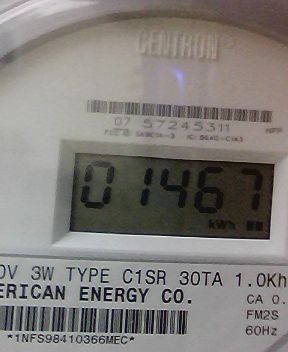 CENTRON®
07 57245311
01467
kWh
0V 3W TYPE C1SR 30TA 1.0Kh
ERICAN ENERGY CO. CA 0.
FM2S
*1NFS98410366MEC* 60Hz